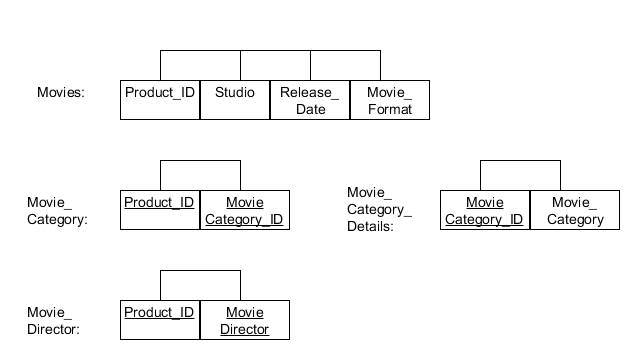 Movies:
Product_ID
Studio
Release_
Date
Movie_
Format
Movie_
Category:
Product_ID
Movie
Category_ID
Movie_
Category_
Details:
Movie
Category_ID
Movie_
Category
Movie_
Director:
Product_ID
Movie
Director